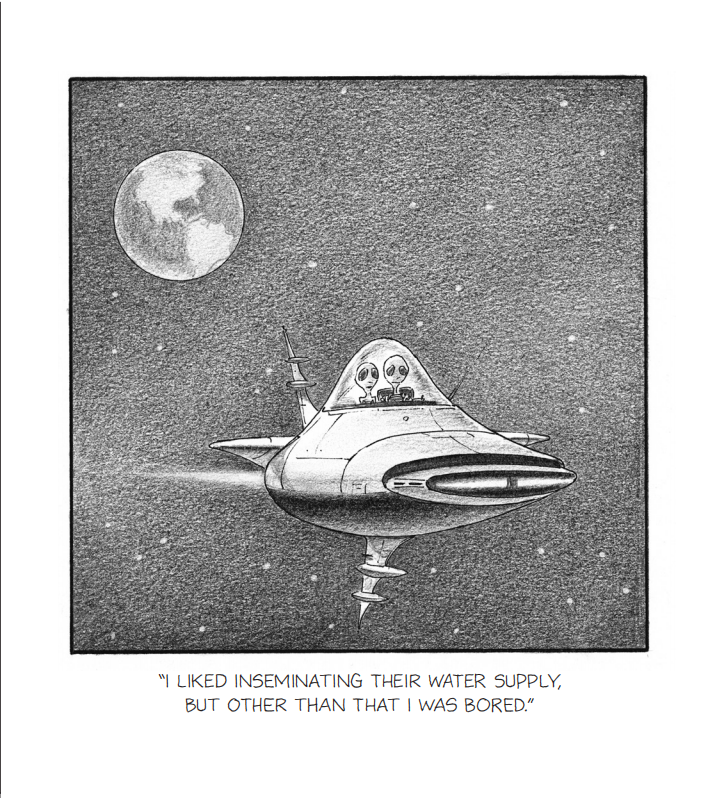 “I LIKED INSEMINATING THEIR WATER SUPPLY,
BUT OTHER THAN THAT I WAS BORED.”